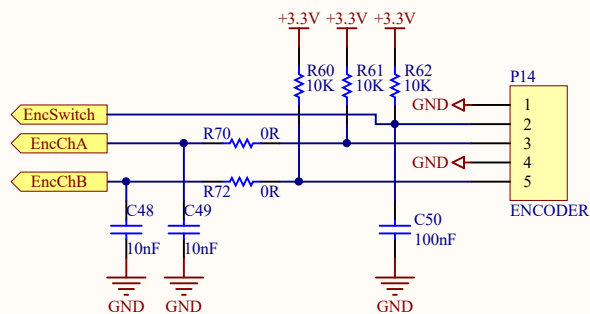 +3.3V +3.3V +3.3V
R60 R61 R62 P14
10K 10K 10K
GND 1
EncSwitch 2
EncChA R70 0R 3
GND 4
EncChB R72 0R 5
C48 C49 ENCODER
C50
10nF 10nF 100nF
GND GND GND